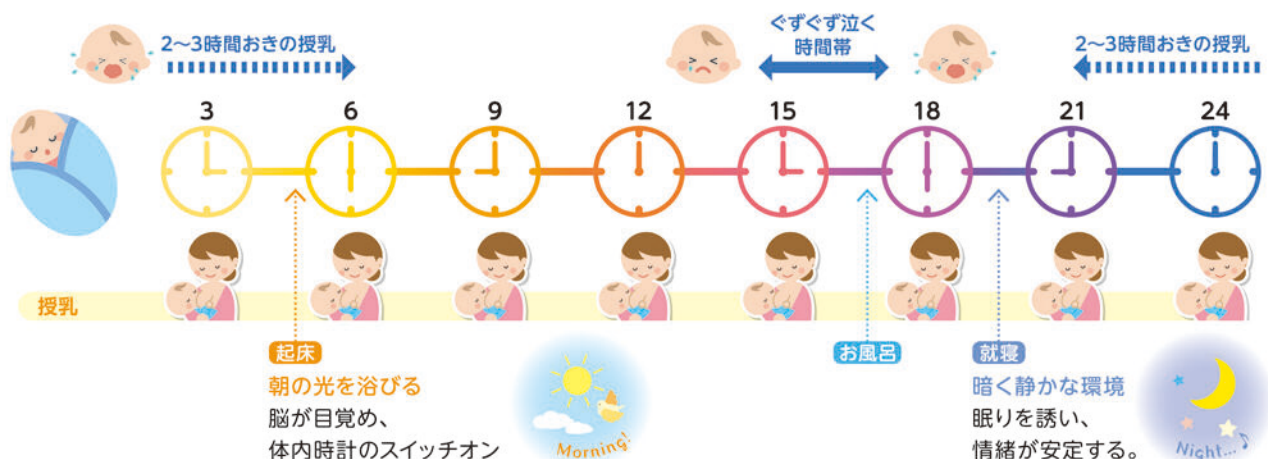 2〜3時間おきの授乳
ぐずぐず泣く
時間帯
2〜3時間おきの授乳
3 6 9 12 15 18 21 24
授乳
起床
朝の光を浴びる
脳が目覚め、
体内時計のスイッチオン
Morning!
お風呂
就寝
暗く静かな環境
眠りを誘い、
情緒が安定する。
Night...♪